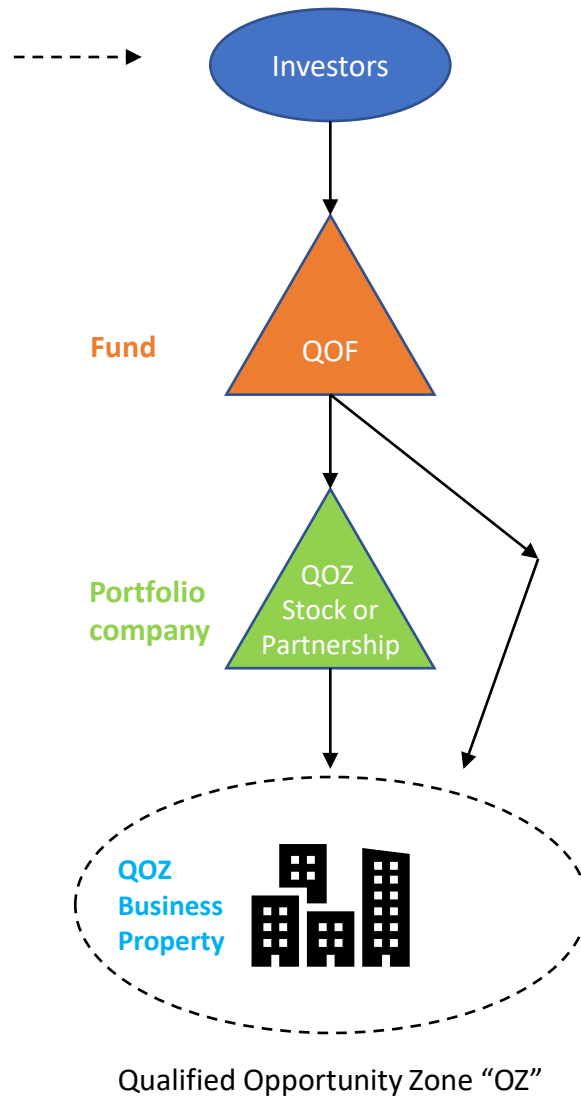 Investors
Fund
QOF
Portfolio
company
QOZ
Stock or
Partnership
QOZ
Business
Property
Qualified Opportunity Zone “OZ”